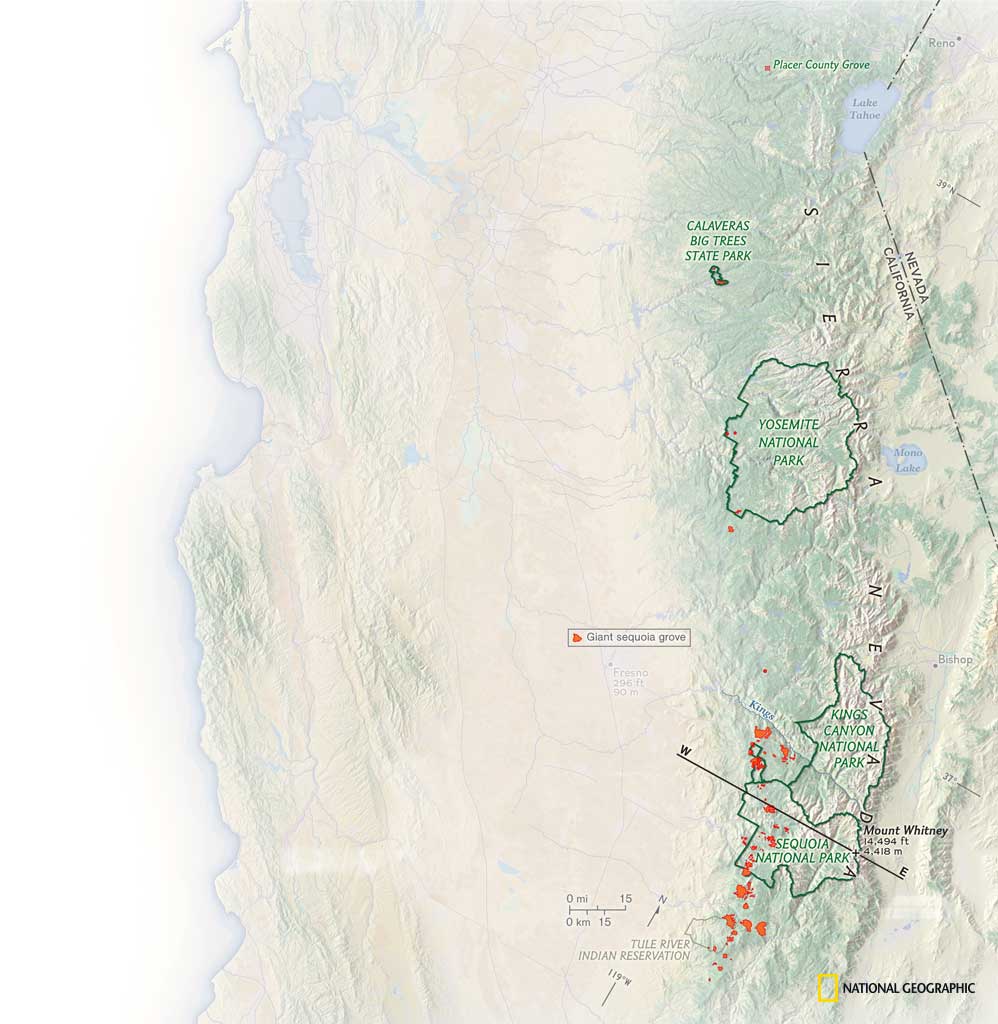 Reno
Placer County Grove
Lake
Tahoe
39°N
CALAVERAS
BIG TREES
STATE PARK
NEVADA
CALIFORNIA
SIERRA NEVADA
YOSEMITE
NATIONAL
PARK
Mono
Lake
Giant sequoia grove
Fresno
296 ft
90 m
Bishop
Kings
KINGS
CANYON
NATIONAL
PARK
W
37°
Mount Whitney
14,494 ft
4,418 m
SEQUOIA
NATIONAL PARK
E
0 mi 15
0 km 15
N
TULE RIVER
INDIAN RESERVATION
119°W
NATIONAL GEOGRAPHIC